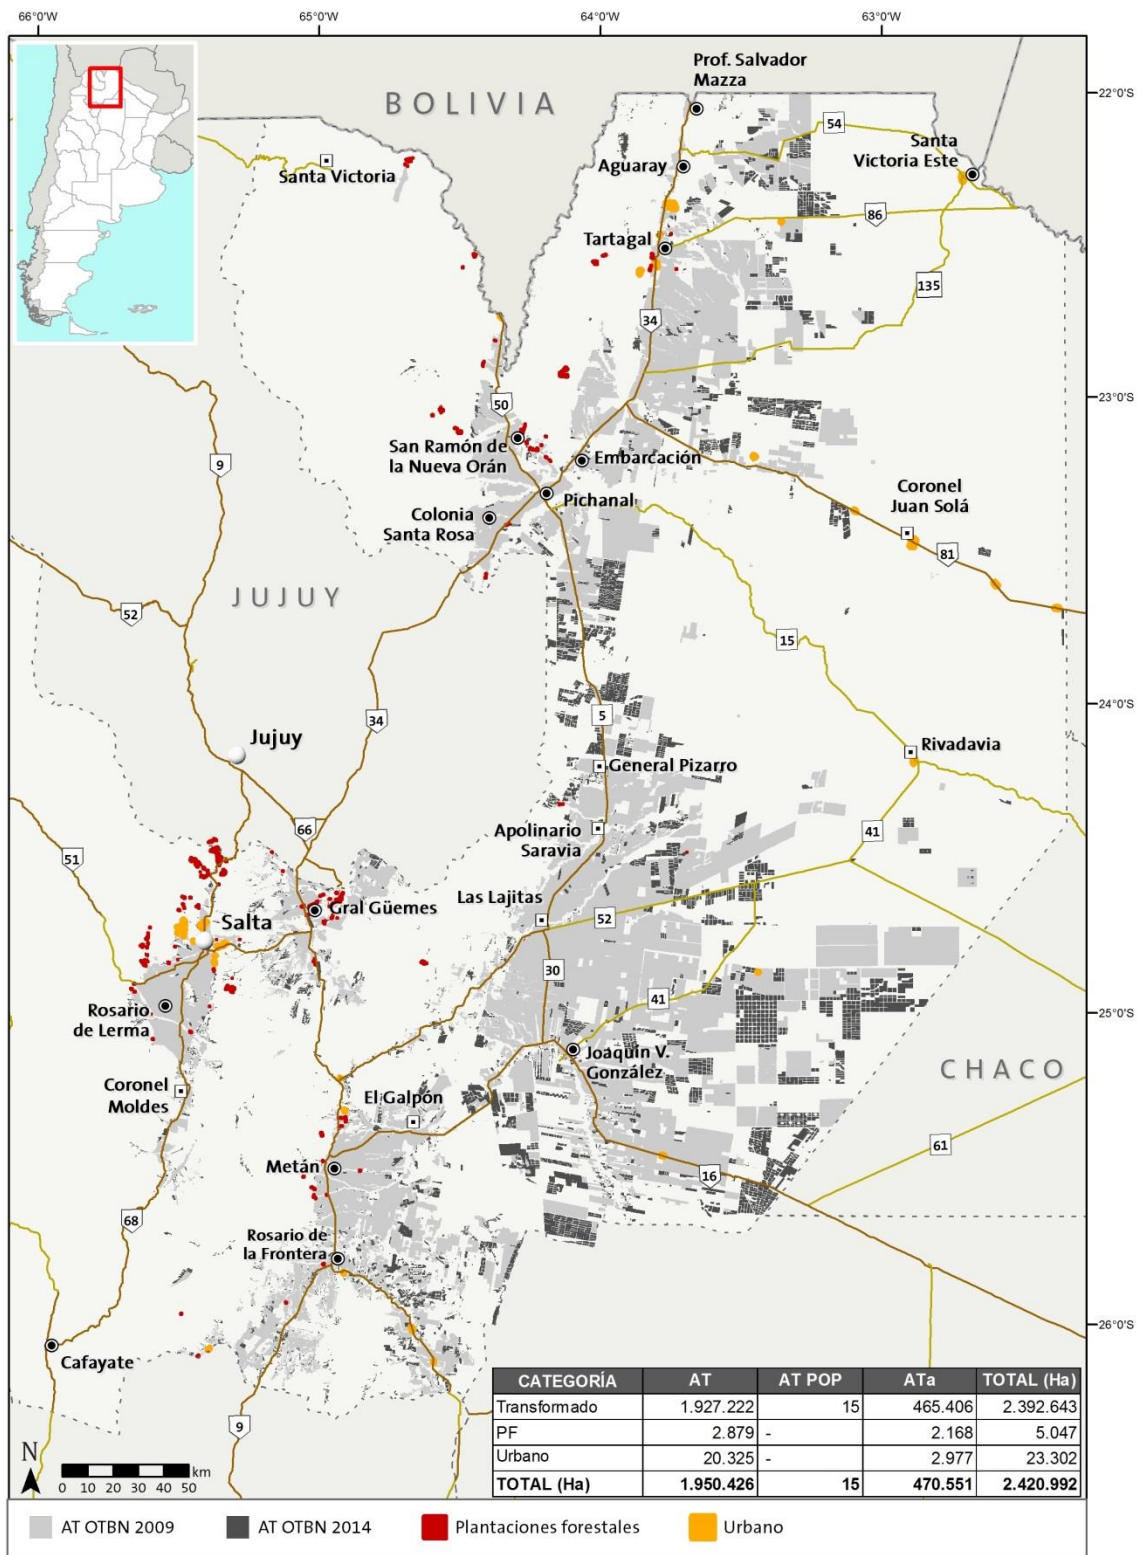 66°0'W 65°0'W 64°0'W 63°0'W
Prof. Salvador
Mazza
BOLIVIA
22°0'S
54
Santa
Victoria Este
Santa Victoria
Aguaray
86
Tartagal
135
34
23°0'S
50
9
San Ramón de
la Nueva Orán
Embarcación
Coronel
Juan Solá
Pichanal
Colonia
Santa Rosa
81
JUJUY
52
15
24°0'S
5
34
Jujuy
Rivadavia
General Pizarro
66
Apolinario
Saravia
41
51
Las Lajitas
Gral Güemes
52
Salta
30
41
Rosario
de Lerma
25°0'S
Joaquín V.
González
CHACO
Coronel
Moldes
El Galpón
61
Metán
16
68
Rosario de
la Frontera
26°0'S
Cafayate
9
CATEGORÍA AT AT POP ATa TOTAL (Ha)
Transformado 1.927.222 15 465.406 2.392.643
PF 2.879 - 2.168 5.047
Urbano 20.325 - 2.977 23.302
TOTAL (Ha) 1.950.426 15 470.551 2.420.992
N
km
0 10 20 30 40 50
AT OTBN 2009 AT OTBN 2014 Plantaciones forestales Urbano